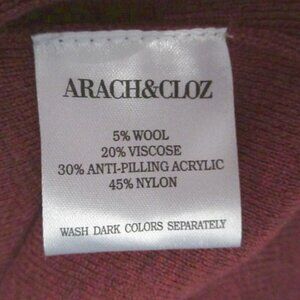 ARACH&CLOZ
5% WOOL
20% VISCOSE
30% ANTI-PILLING ACRYLIC
45% NYLON
WASH DARK COLORS SEPARATELY